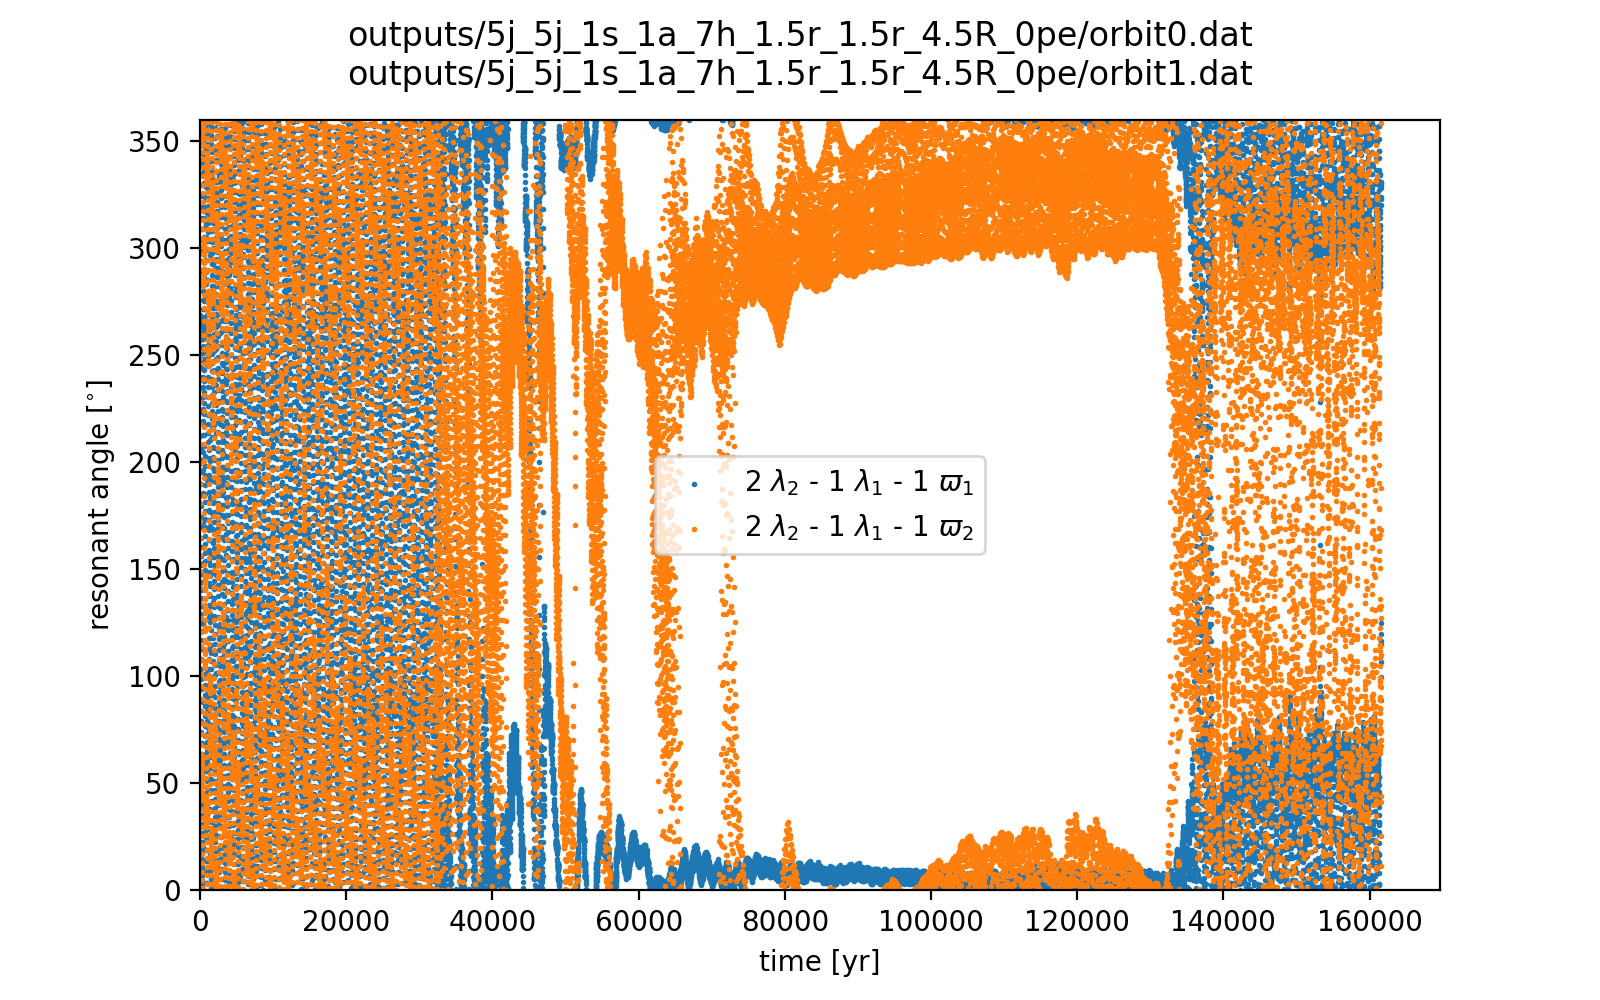 outputs/5j_5j_1s_1a_7h_1.5r_1.5r_4.5R_0pe/orbit0.dat
outputs/5j_5j_1s_1a_7h_1.5r_1.5r_4.5R_0pe/orbit1.dat
350
300
250
200
150
100
50
0
resonant angle [°]
2 λ₂ - 1 λ₁ - 1 ϖ₁
2 λ₂ - 1 λ₁ - 1 ϖ₂
0 20000 40000 60000 80000 100000 120000 140000 160000
time [yr]